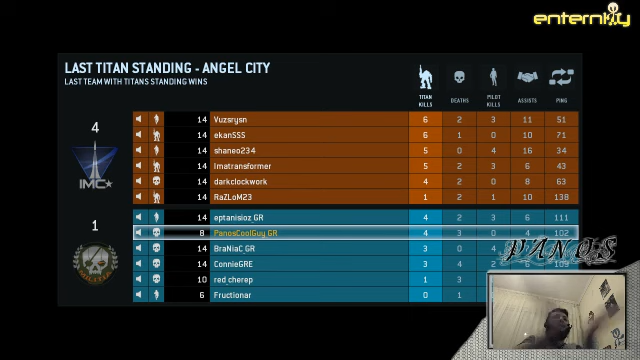 enternity
LAST TITAN STANDING - ANGEL CITY
LAST TEAM WITH TITANS STANDING WINS
TITAN KILLS DEATHS PILOT KILLS ASSISTS PING
4
IMC
14 Vuzsrysn 6 2 3 11 51
14 ekanSSS 6 1 0 10 71
14 shaneo234 5 0 4 16 34
14 Imatransformer 5 2 3 6 43
14 darkclockwork 4 2 0 8 63
14 RaZLoM23 1 2 1 10 138
1
MILITIA
14 eptanisioz GR 4 2 3 6 111
8 PanosCoolGuy GR 4 3 0 4 102
14 BraNiaC GR 3 0 4
14 ConnieGRE 3 4 2 109
10 red cherep 1 3
6 Fructionar 0 1
PANOS